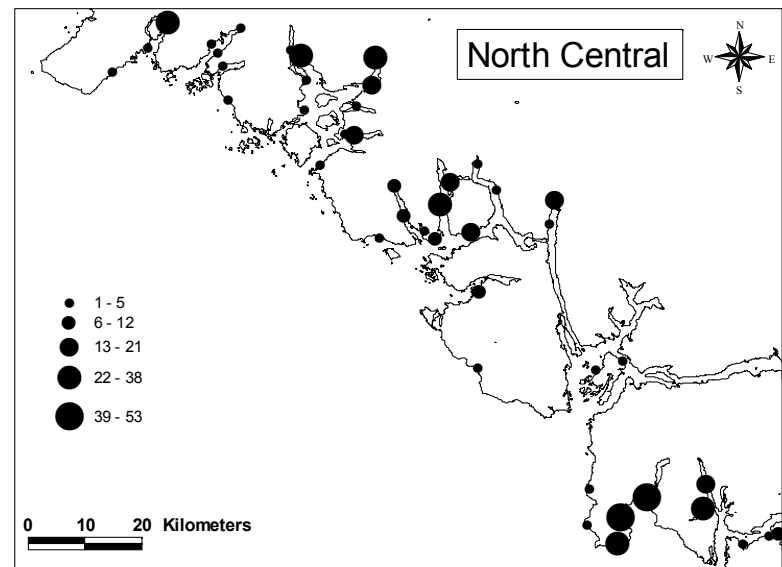 North Central
N
W E
S
1 - 5
6 - 12
13 - 21
22 - 38
39 - 53
0 10 20 Kilometers